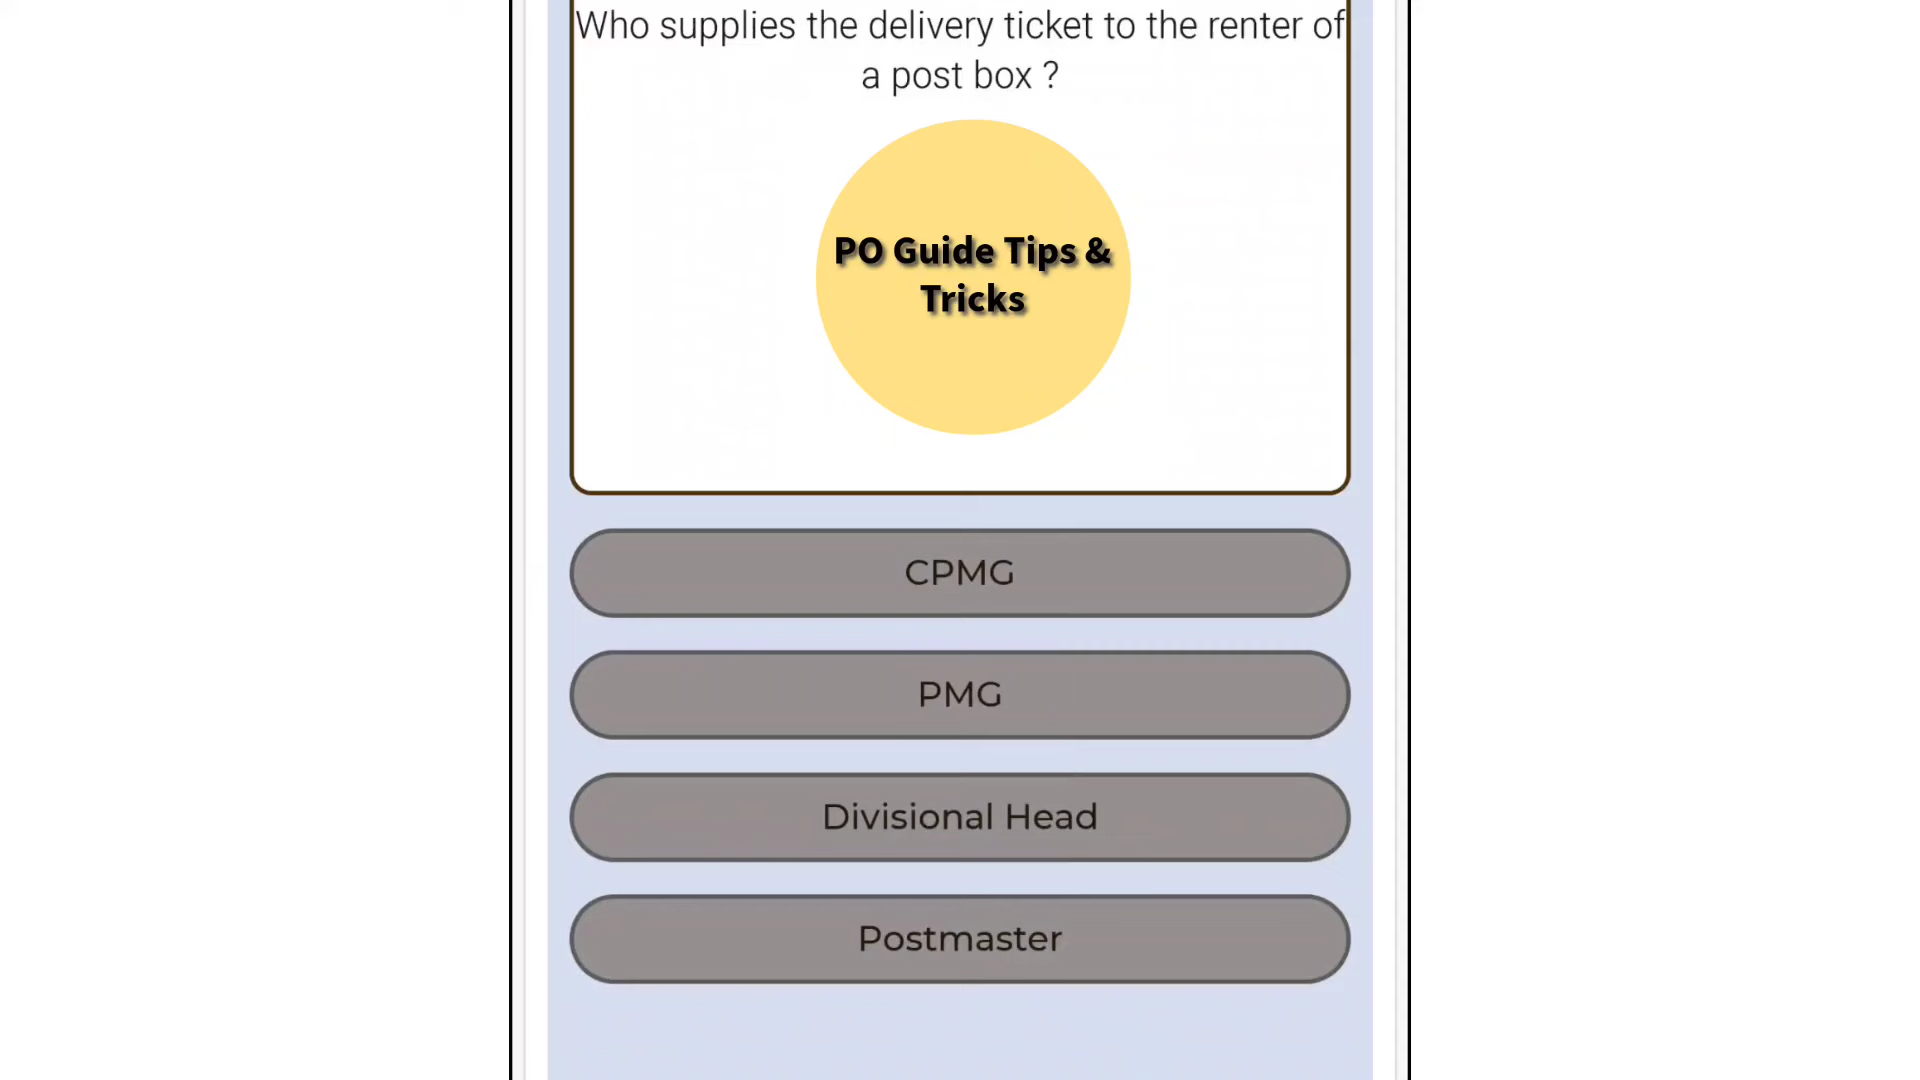 Who supplies the delivery ticket to the renter of
a post box ?
PO Guide Tips &
Tricks
CPMG
PMG
Divisional Head
Postmaster